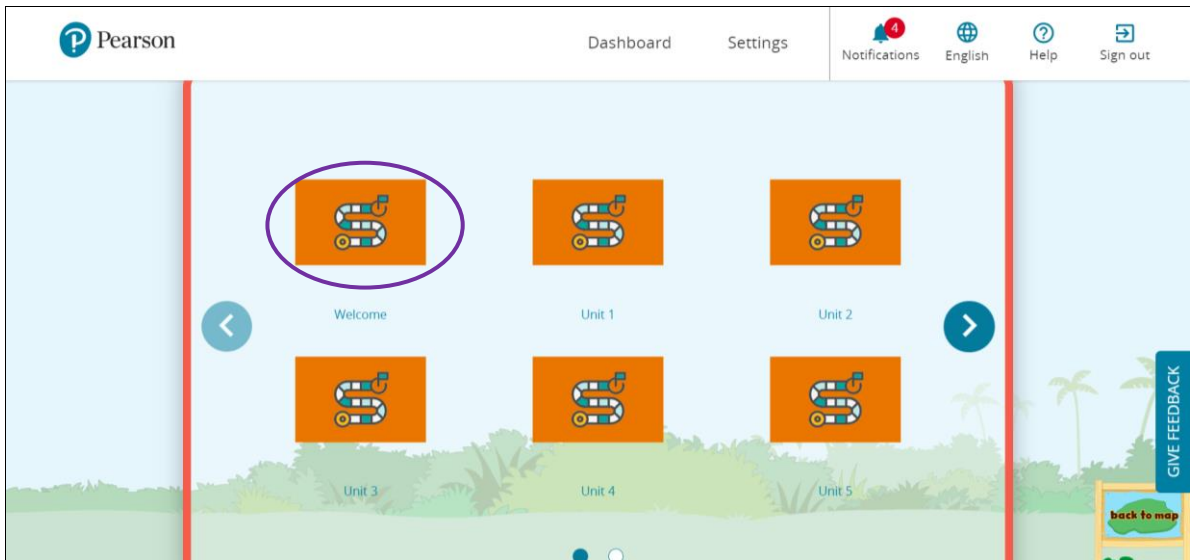 Pearson
Dashboard
Settings
4
Notifications
English
Help
Sign out
Welcome
Unit 1
Unit 2
Unit 3
Unit 4
Unit 5
GIVE FEEDBACK
back to map